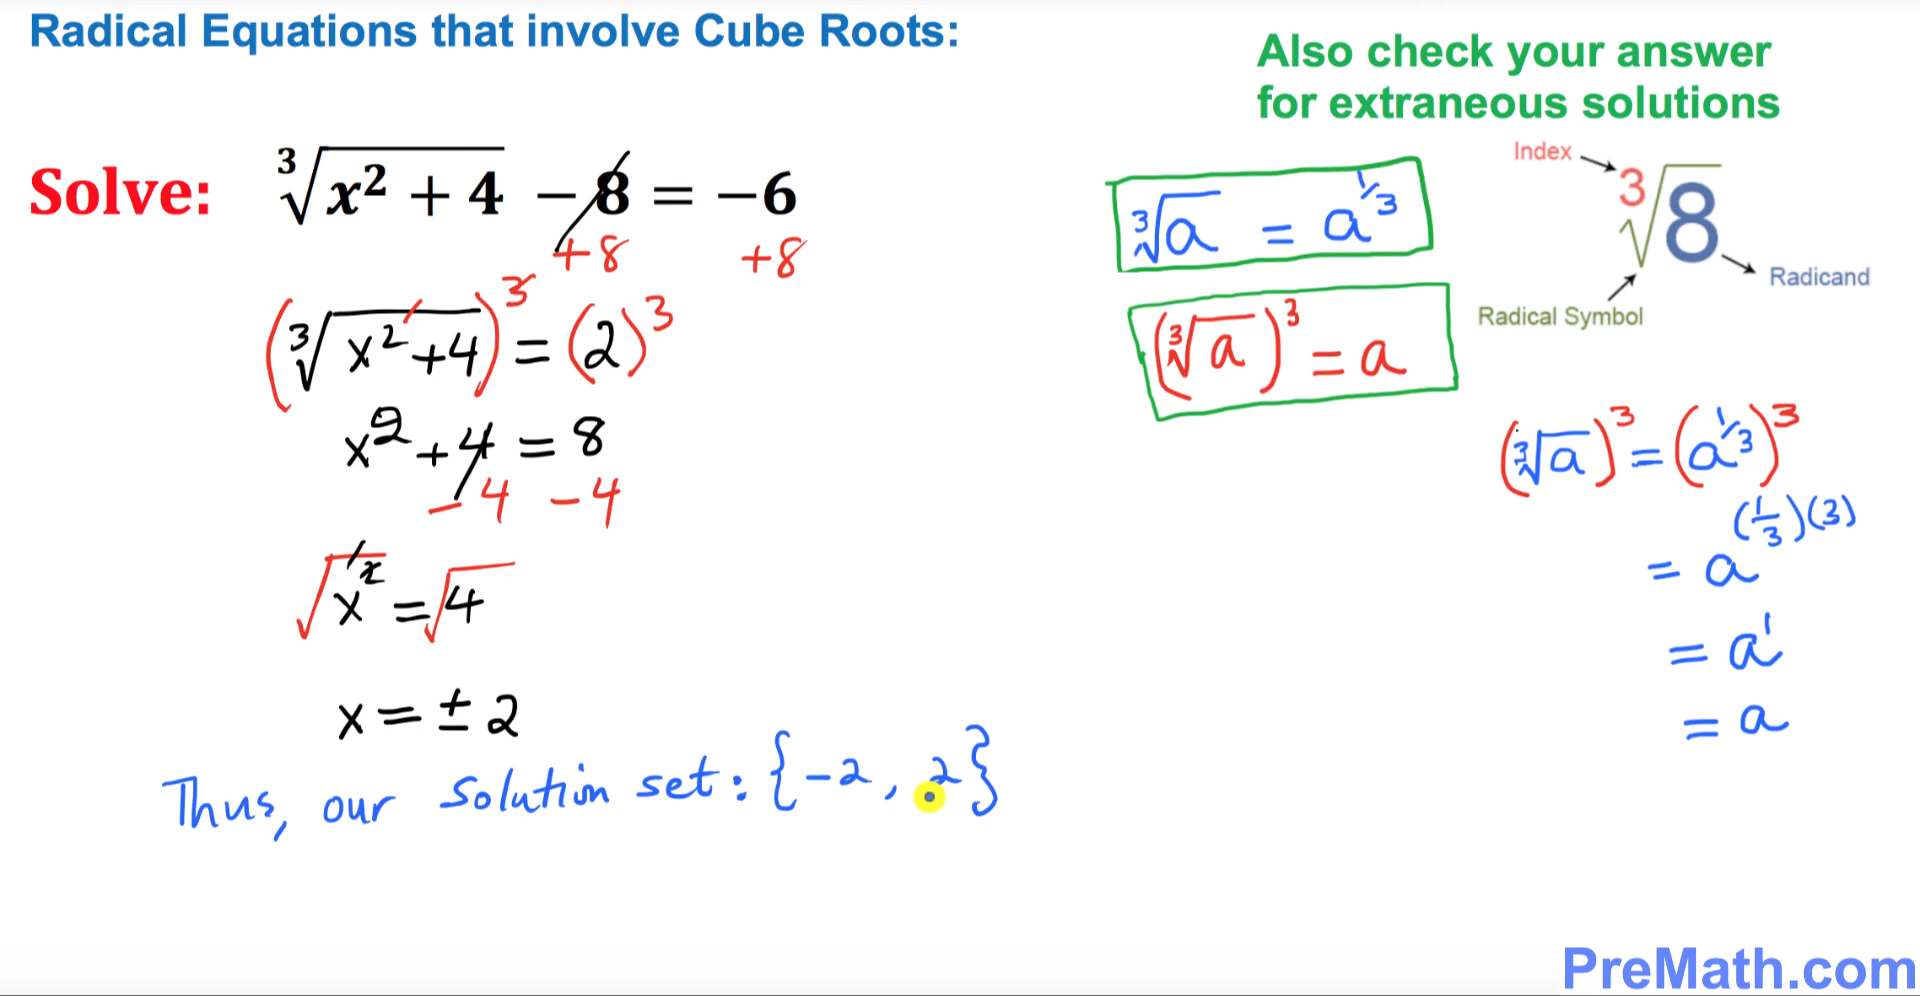 Radical Equations that involve Cube Roots:
Also check your answer
for extraneous solutions
Solve: ∛(x² + 4) − 8 = −6
+8 +8
(∛(x² + 4))³ = (2)³
x² + 4 = 8
−4 −4
√x² = √4
x = ± 2
Thus, our solution set: {−2, 2}
∛a = a^(1/3)
(∛a)³ = a
Index
∛8
Radicand
Radical Symbol
(∛a)³ = (a^(1/3))³
= a^((1/3)(3))
= a¹
= a
PreMath.com